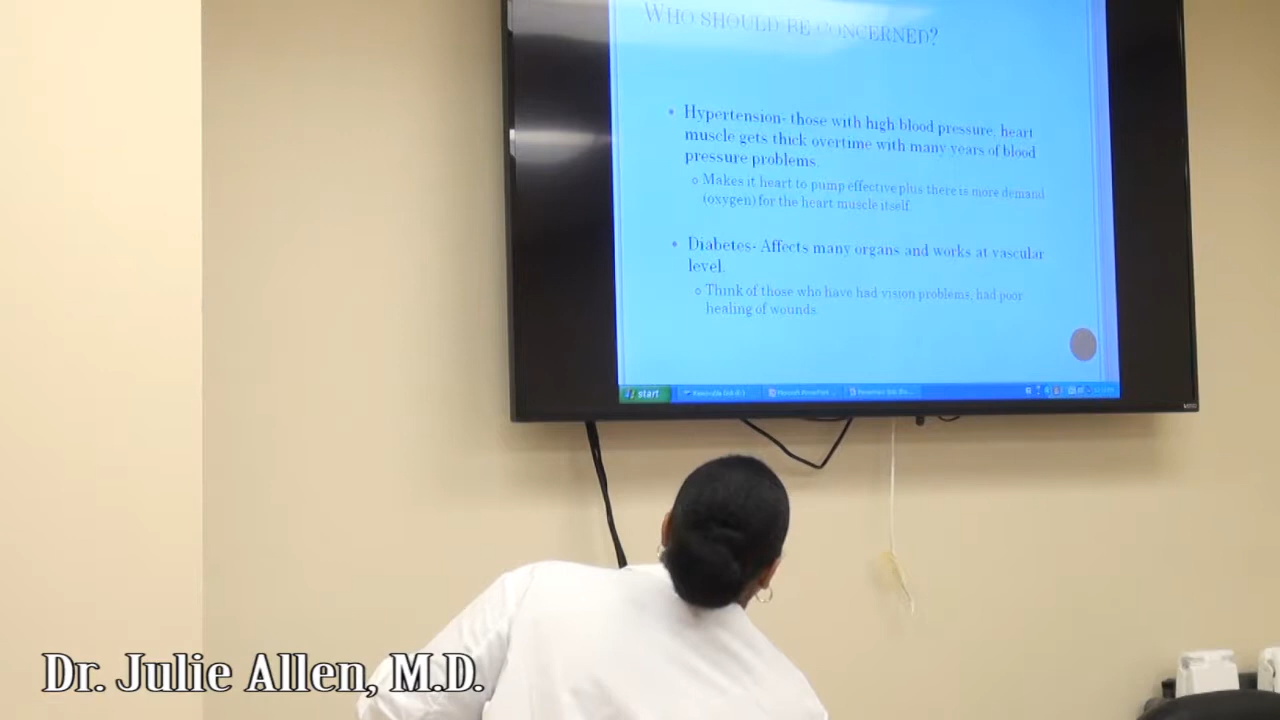 WHO SHOULD BE CONCERNED?
• Hypertension- those with high blood pressure, heart
muscle gets thick overtime with many years of blood
pressure problems.
o Makes it heart to pump effective plus there is more demand
(oxygen) for the heart muscle itself.
• Diabetes- Affects many organs and works at vascular
level.
o Think of those who have had vision problems, had poor
healing of wounds.
start
Dr. Julie Allen, M.D.